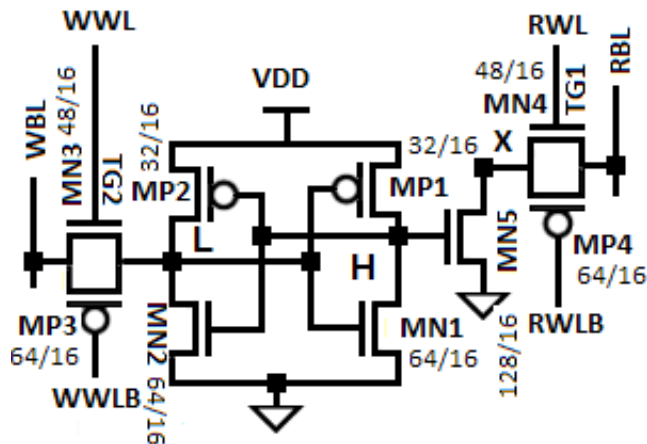 WWL
RWL
WBL
MN3
48/16
TG2
32/16
VDD
MP2
L
32/16
MP1
H
X
48/16
MN4
TG1
RBL
MN5
MP4
64/16
MP3
64/16
WWLB
MN2
64/16
MN1
64/16
128/16
RWLB